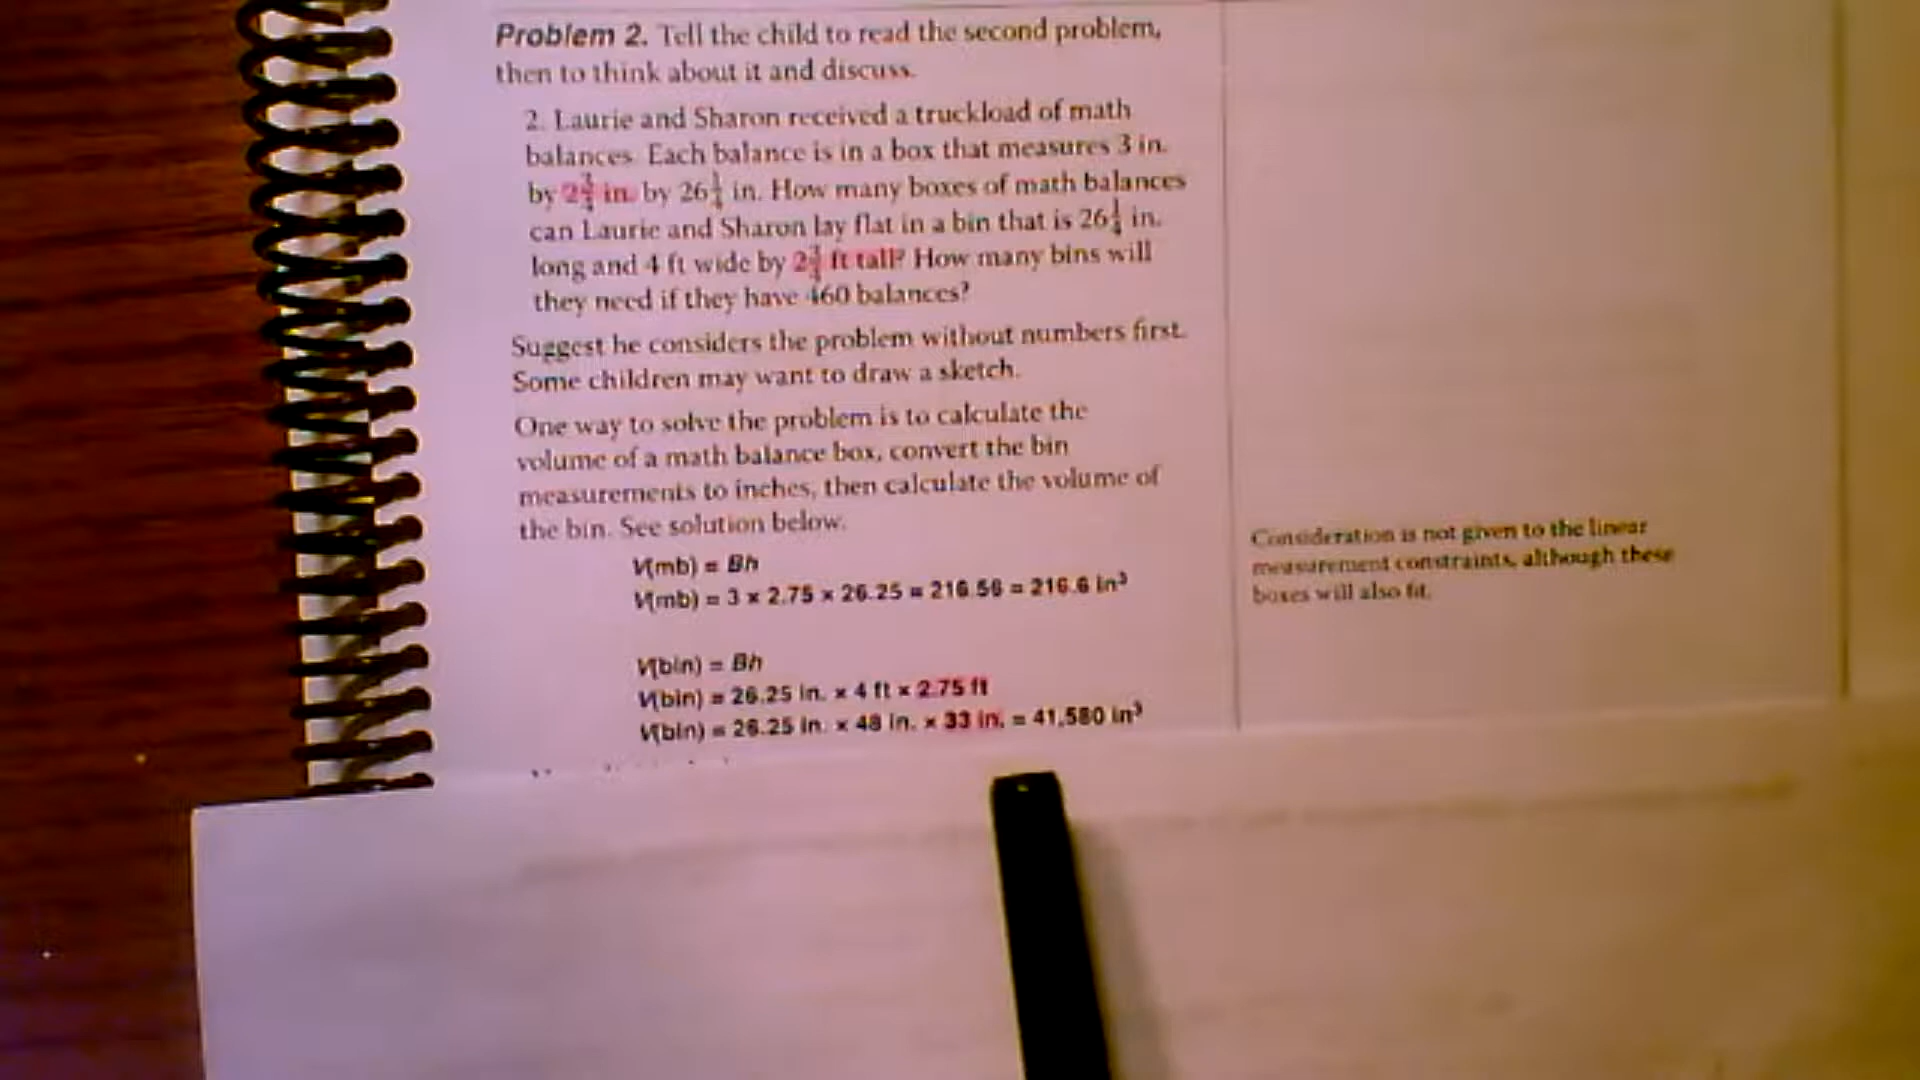 Problem 2. Tell the child to read the second problem,
then to think about it and discuss.
2. Laurie and Sharon received a truckload of math
balances. Each balance is in a box that measures 3 in.
by 2 3/4 in. by 26 1/4 in. How many boxes of math balances
can Laurie and Sharon lay flat in a bin that is 26 1/4 in.
long and 4 ft wide by 2 3/4 ft tall? How many bins will
they need if they have 460 balances?
Suggest he considers the problem without numbers first.
Some children may want to draw a sketch.
One way to solve the problem is to calculate the
volume of a math balance box, convert the bin
measurements to inches, then calculate the volume of
the bin. See solution below.
V(mb) = Bh
V(mb) = 3 x 2.75 x 26.25 = 216.56 = 216.6 in³
V(bin) = Bh
V(bin) = 26.25 in. x 4 ft x 2.75 ft
V(bin) = 26.25 in. x 48 in. x 33 in. = 41,580 in³
Consideration is not given to the linear
measurement constraints, although these
boxes will also fit.